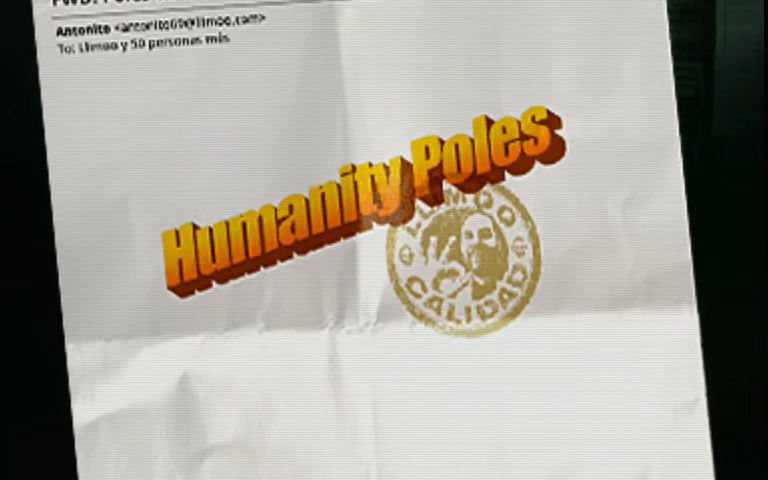 Antonito <antonito69@llimoo.com>
To: Llimoo y 50 personas más
Humanity Poles
LLIMOO
CALIDAD